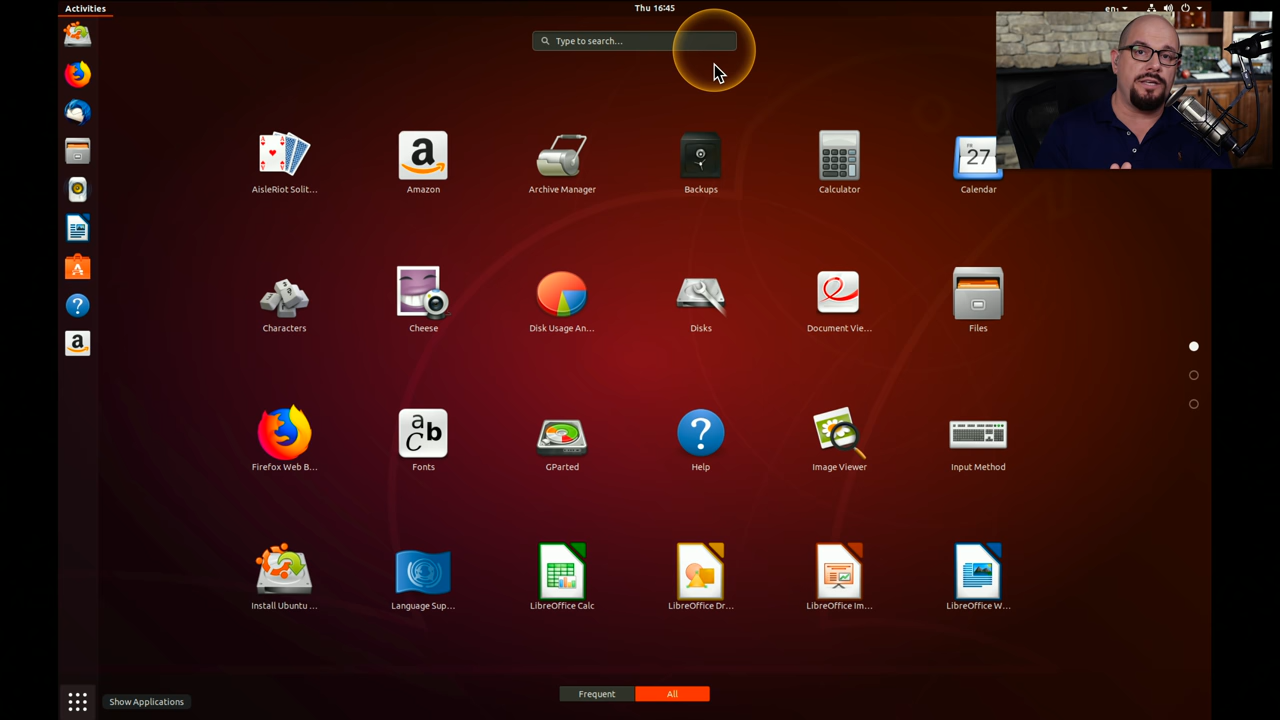 Activities
Thu 16:45
en₁
Type to search...
AisleRiot Solit...
Amazon
Archive Manager
Backups
Calculator
27
Calendar
Characters
Cheese
Disk Usage An...
Disks
Document Vie...
Files
Firefox Web B...
Fonts
GParted
Help
Image Viewer
Input Method
Install Ubuntu ...
Language Sup...
LibreOffice Calc
LibreOffice Dr...
LibreOffice Im...
LibreOffice W...
Show Applications
Frequent
All